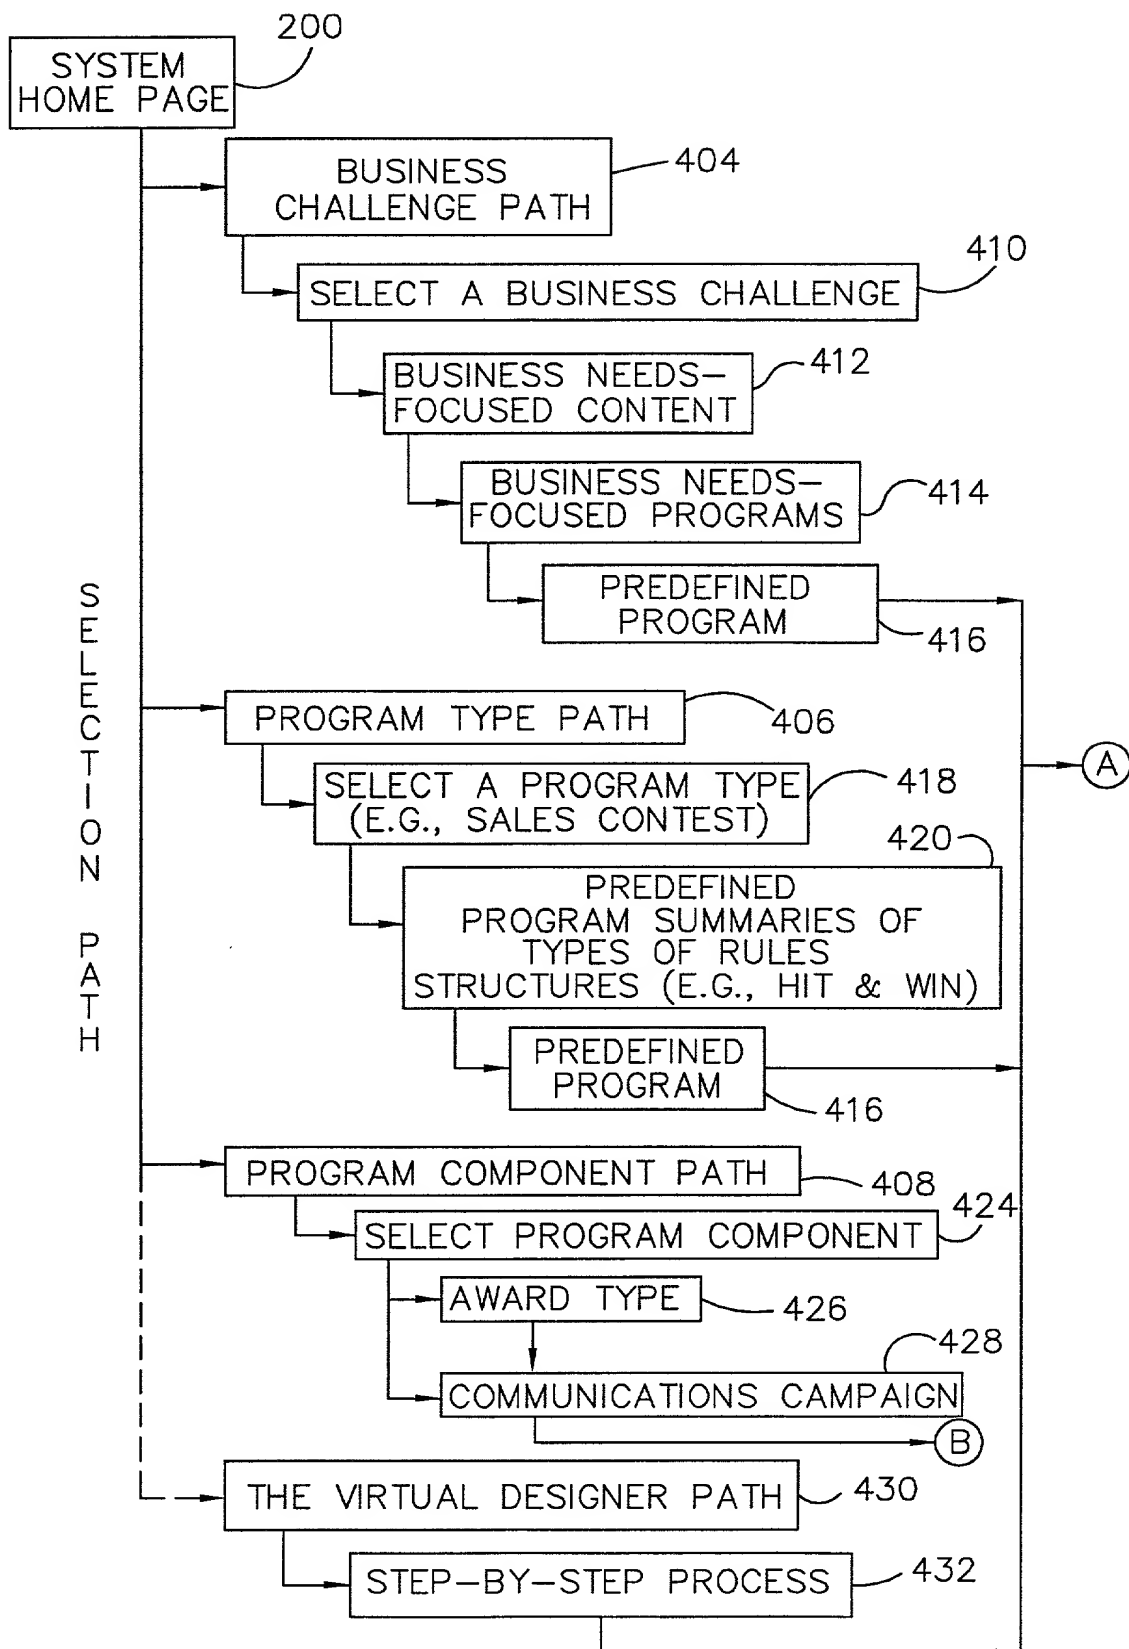 200
SYSTEM
HOME PAGE
BUSINESS
CHALLENGE PATH
404
410
SELECT A BUSINESS CHALLENGE
412
BUSINESS NEEDS-
FOCUSED CONTENT
BUSINESS NEEDS-
FOCUSED PROGRAMS
414
PREDEFINED
PROGRAM
416
SELECTION PATH
PROGRAM TYPE PATH
406
A
SELECT A PROGRAM TYPE
(E.G., SALES CONTEST)
418
420
PREDEFINED
PROGRAM SUMMARIES OF
TYPES OF RULES
STRUCTURES (E.G., HIT & WIN)
PREDEFINED
PROGRAM
416
PROGRAM COMPONENT PATH
408
424
SELECT PROGRAM COMPONENT
AWARD TYPE
426
428
COMMUNICATIONS CAMPAIGN
B
THE VIRTUAL DESIGNER PATH
430
STEP-BY-STEP PROCESS
432